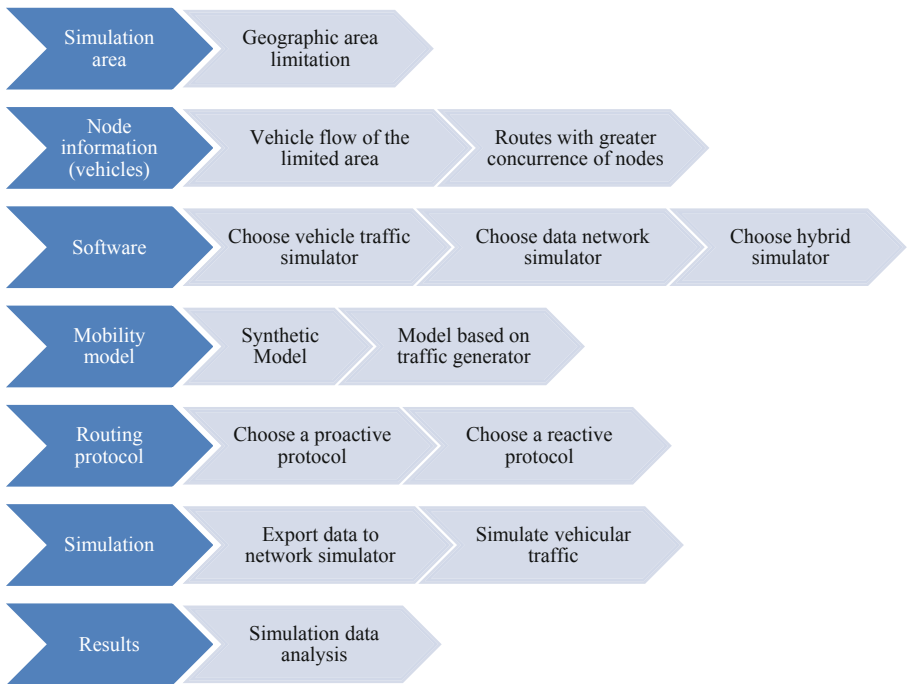 Simulation
area
Geographic area
limitation
Node
information
(vehicles)
Vehicle flow of the
limited area
Routes with greater
concurrence of nodes
Software
Choose vehicle traffic
simulator
Choose data network
simulator
Choose hybrid
simulator
Mobility
model
Synthetic
Model
Model based on
traffic generator
Routing
protocol
Choose a proactive
protocol
Choose a reactive
protocol
Simulation
Export data to
network simulator
Simulate vehicular
traffic
Results
Simulation data
analysis